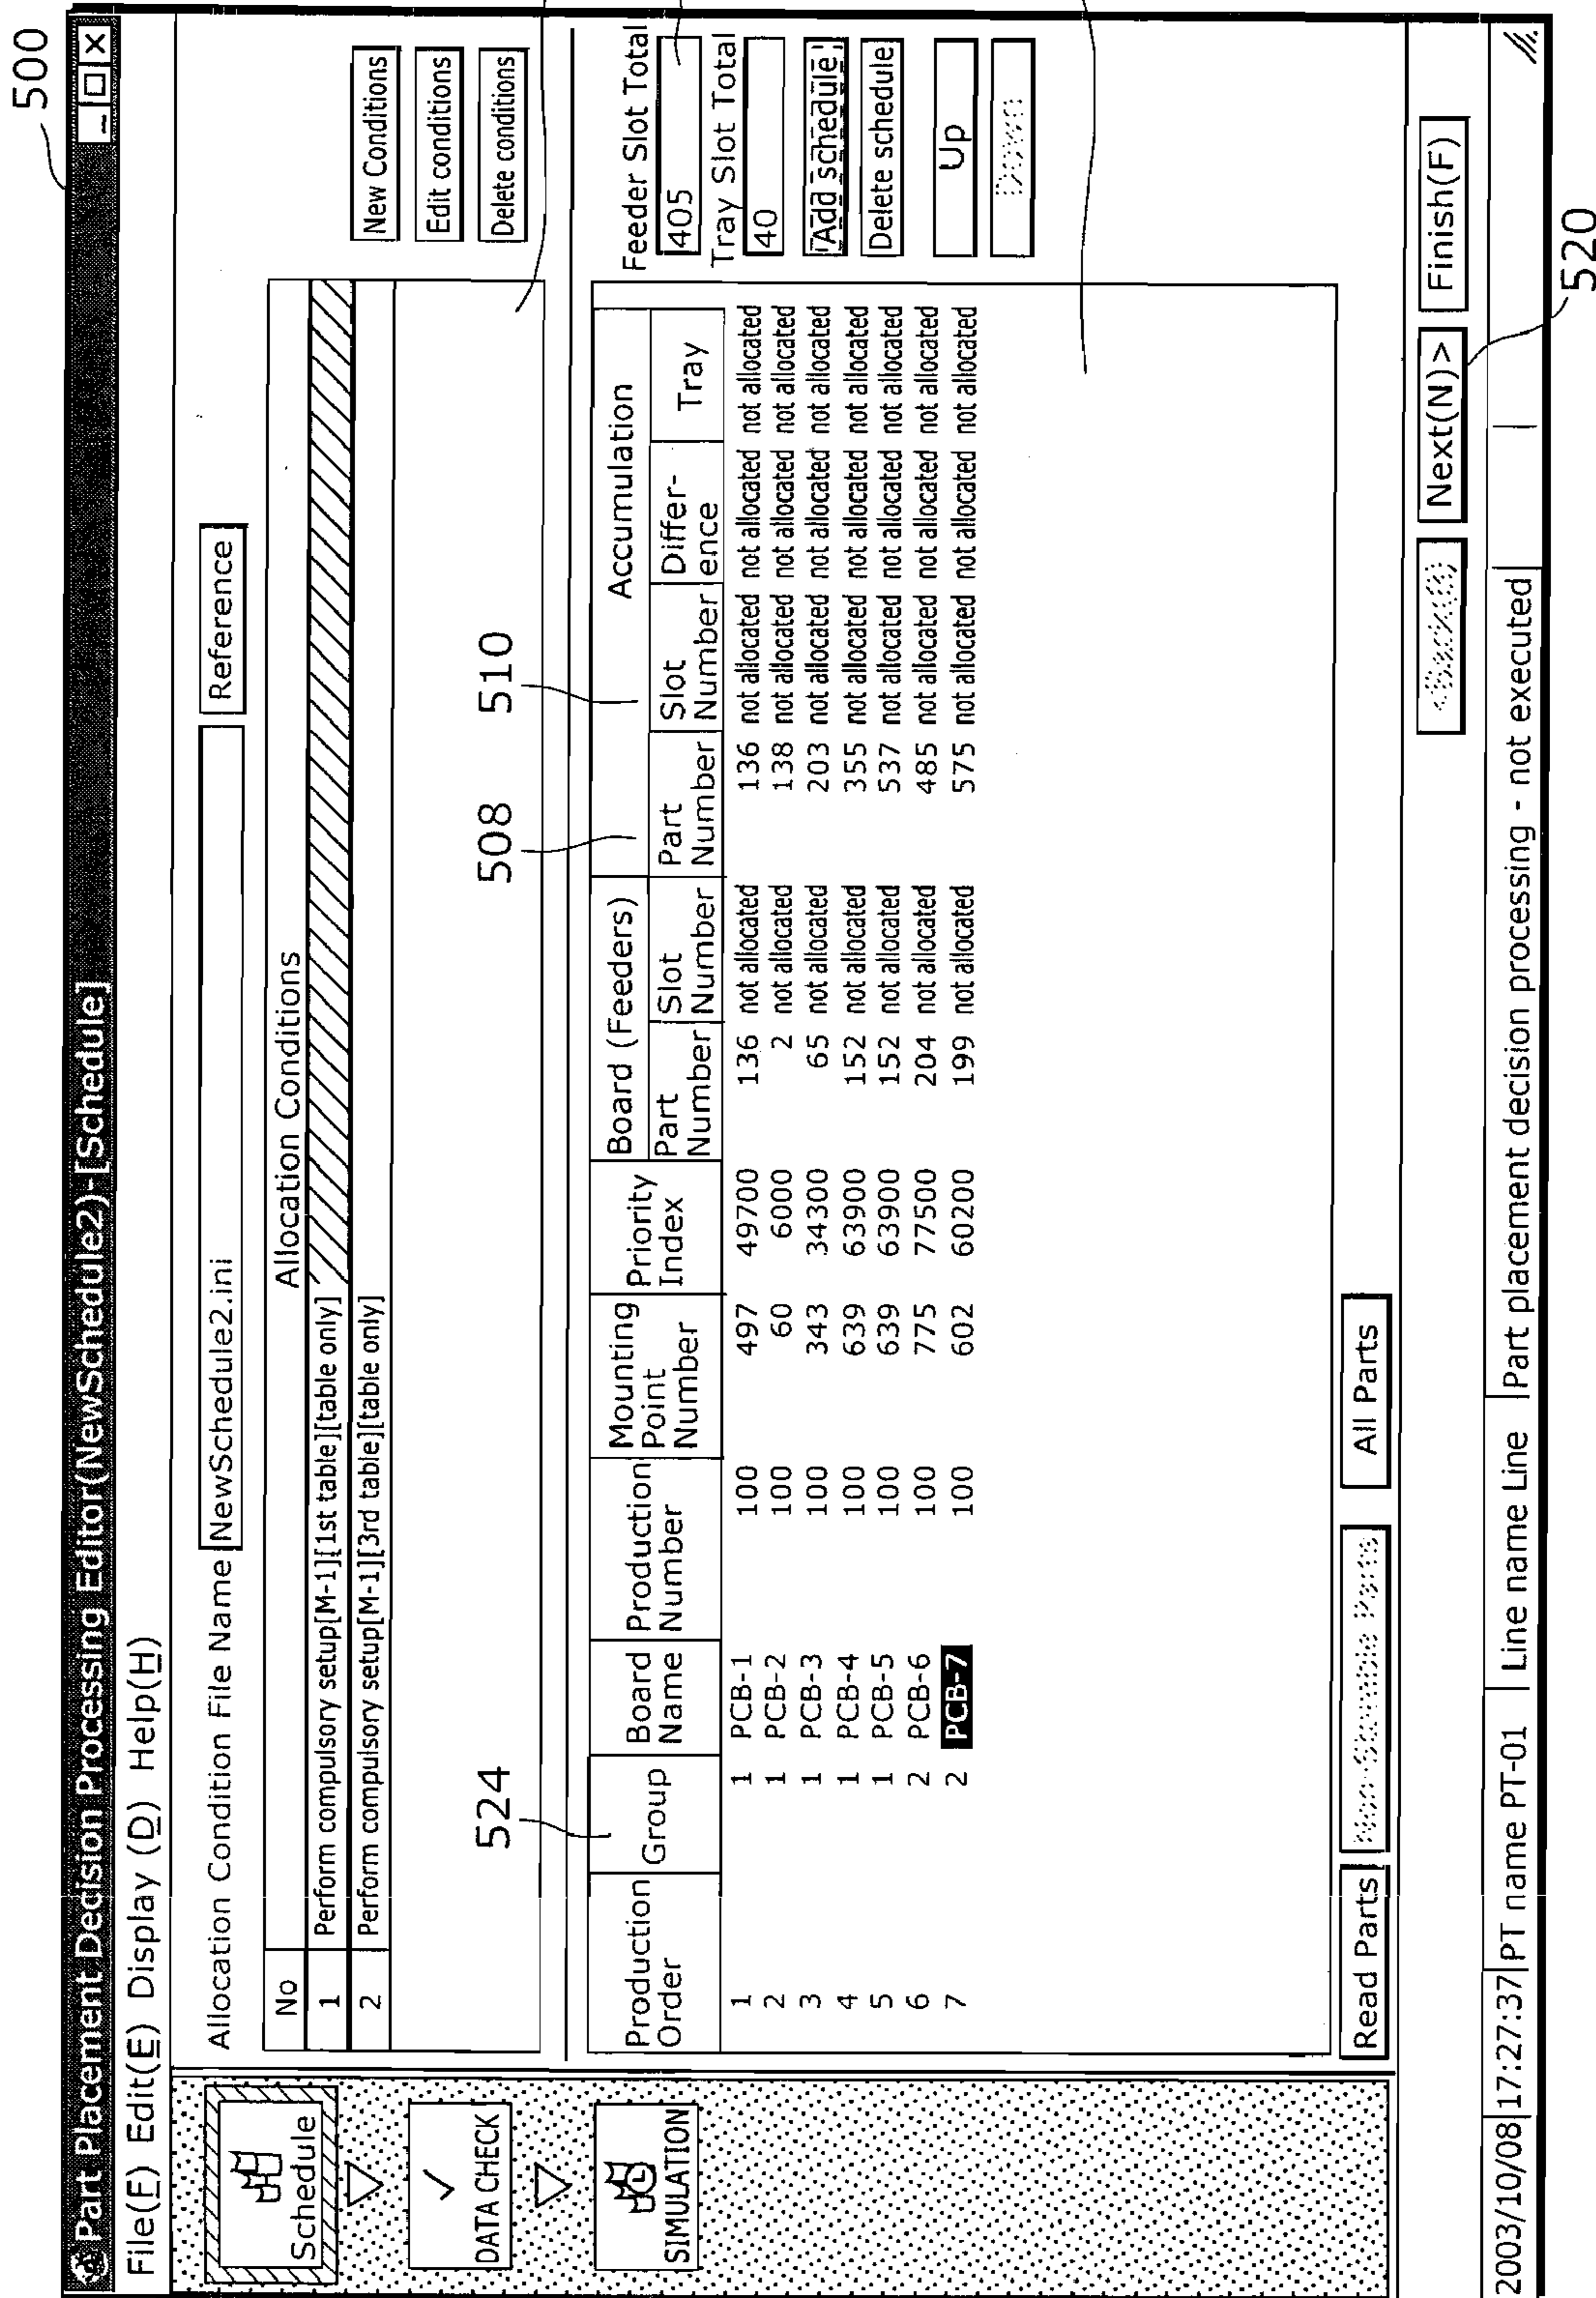 500
Part Placement Decision Processing Editor(NewSchedule2)-[Schedule]
File(F) Edit(E) Display (D) Help(H)
Schedule
DATA CHECK
SIMULATION
Allocation Condition File Name NewSchedule2.ini Reference
No Allocation Conditions
1 Perform compulsory setup[M-1][1st table][table only]
2 Perform compulsory setup[M-1][3rd table][table only]
New Conditions
Edit conditions
Delete conditions
524 508 510
Production Order Group Board Name Production Number Mounting Point Number Priority Index Board (Feeders) Part Number Slot Number Accumulation Part Number Slot Number Differ-ence Tray
1 1 PCB-1 100 497 49700 136 not allocated 136 not allocated not allocated not allocated
2 1 PCB-2 100 60 6000 2 not allocated 138 not allocated not allocated not allocated
3 1 PCB-3 100 343 34300 65 not allocated 203 not allocated not allocated not allocated
4 1 PCB-4 100 639 63900 152 not allocated 355 not allocated not allocated not allocated
5 1 PCB-5 100 639 63900 152 not allocated 537 not allocated not allocated not allocated
6 2 PCB-6 100 775 77500 204 not allocated 485 not allocated not allocated not allocated
7 2 PCB-7 100 602 60200 199 not allocated 575 not allocated not allocated not allocated
Feeder Slot Total
405
Tray Slot Total
40
Add schedule
Delete schedule
Up
Down
Read Parts All Parts
Next(N)> Finish(F)
520
2003/10/08 17:27:37 PT name PT-01 Line name Line Part placement decision processing - not executed